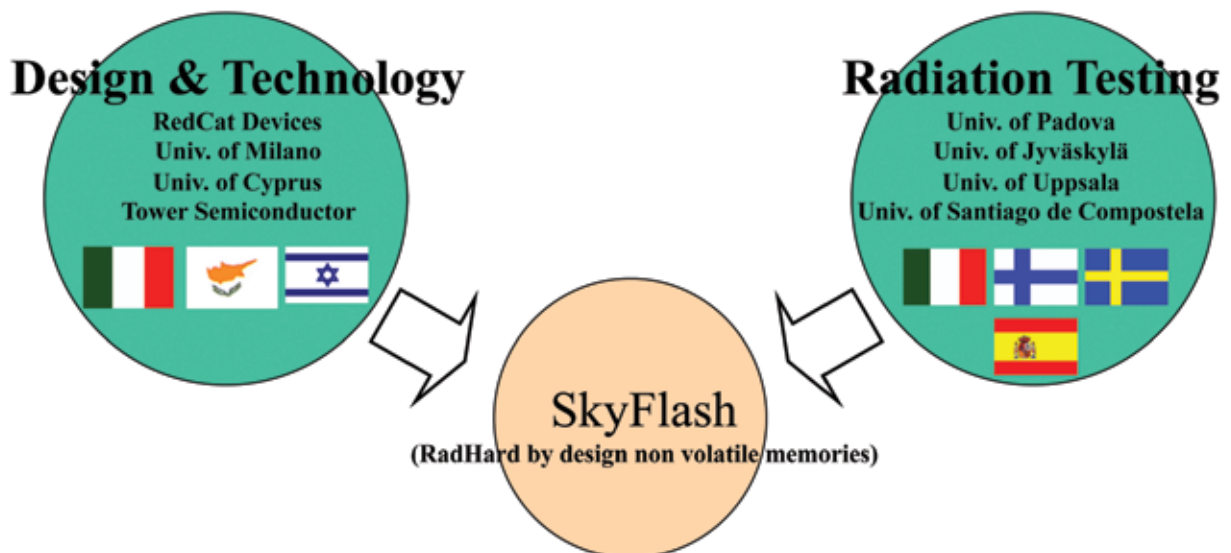 Design & Technology
RedCat Devices
Univ. of Milano
Univ. of Cyprus
Tower Semiconductor
Radiation Testing
Univ. of Padova
Univ. of Jyväskylä
Univ. of Uppsala
Univ. of Santiago de Compostela
SkyFlash
(RadHard by design non volatile memories)